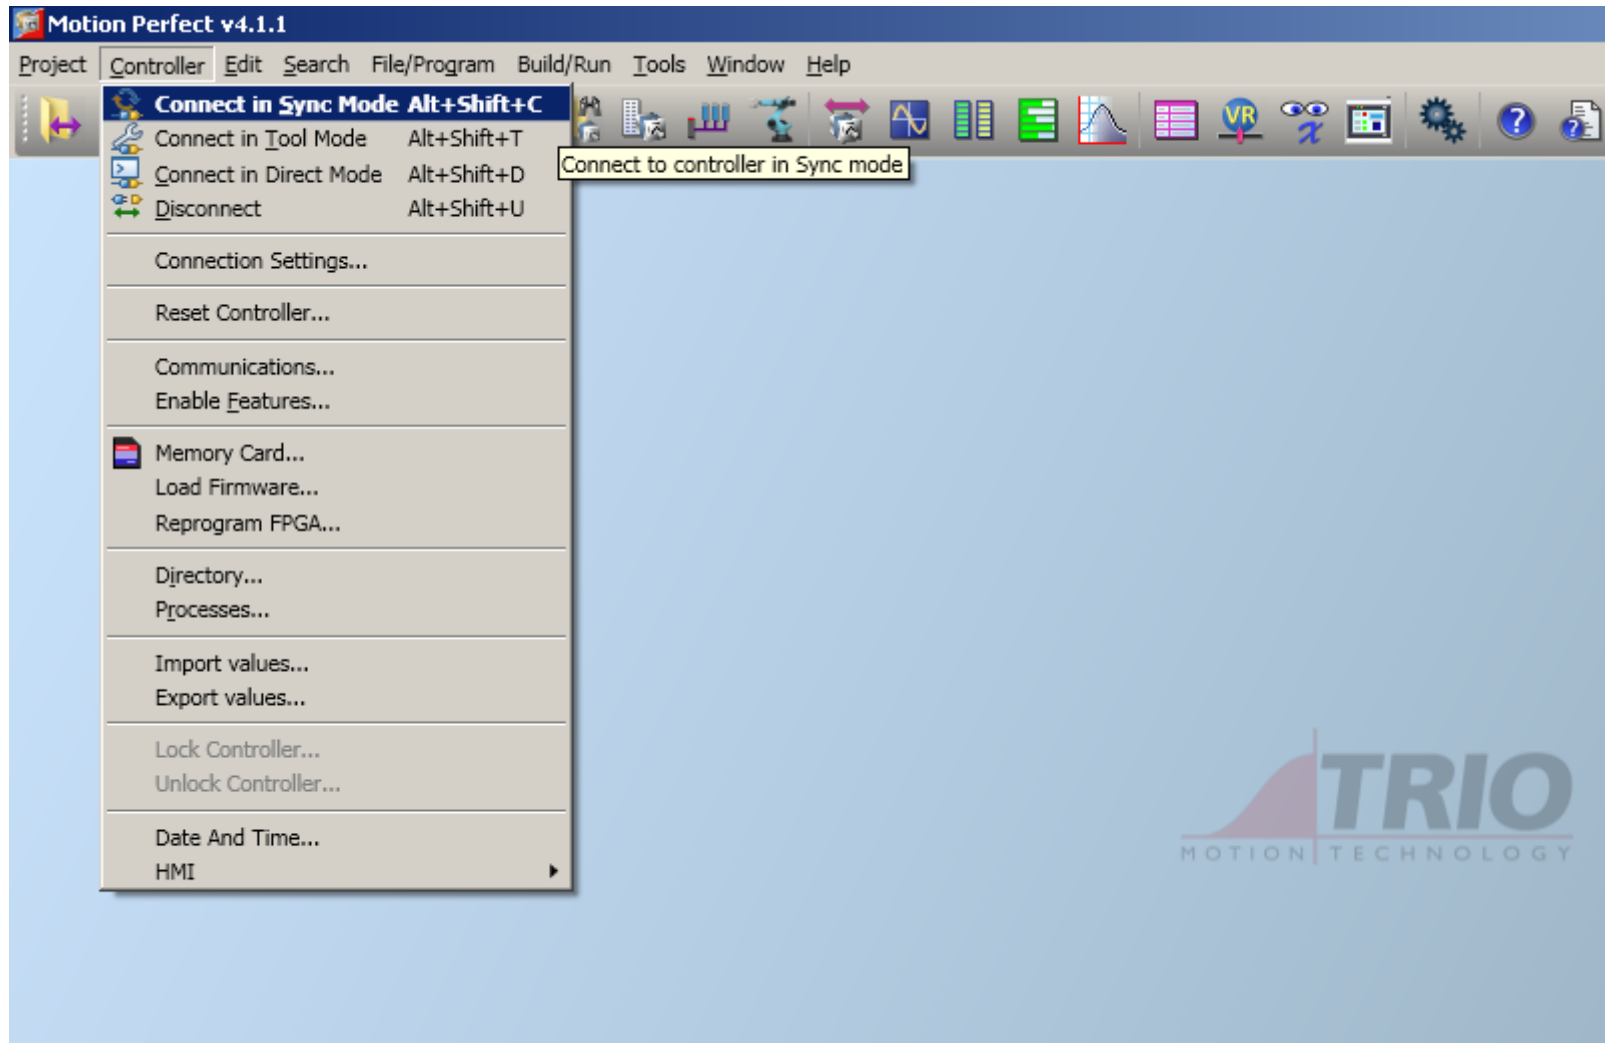 Motion Perfect v4.1.1
Project Controller Edit Search File/Program Build/Run Tools Window Help
Connect in Sync Mode Alt+Shift+C
VR
x
?
?
Connect in Tool Mode Alt+Shift+T
Connect to controller in Sync mode
Connect in Direct Mode Alt+Shift+D
Disconnect Alt+Shift+U
Connection Settings...
Reset Controller...
Communications...
Enable Features...
Memory Card...
Load Firmware...
Reprogram FPGA...
Directory...
Processes...
Import values...
Export values...
Lock Controller...
Unlock Controller...
Date And Time...
HMI
TRIO
MOTION TECHNOLOGY